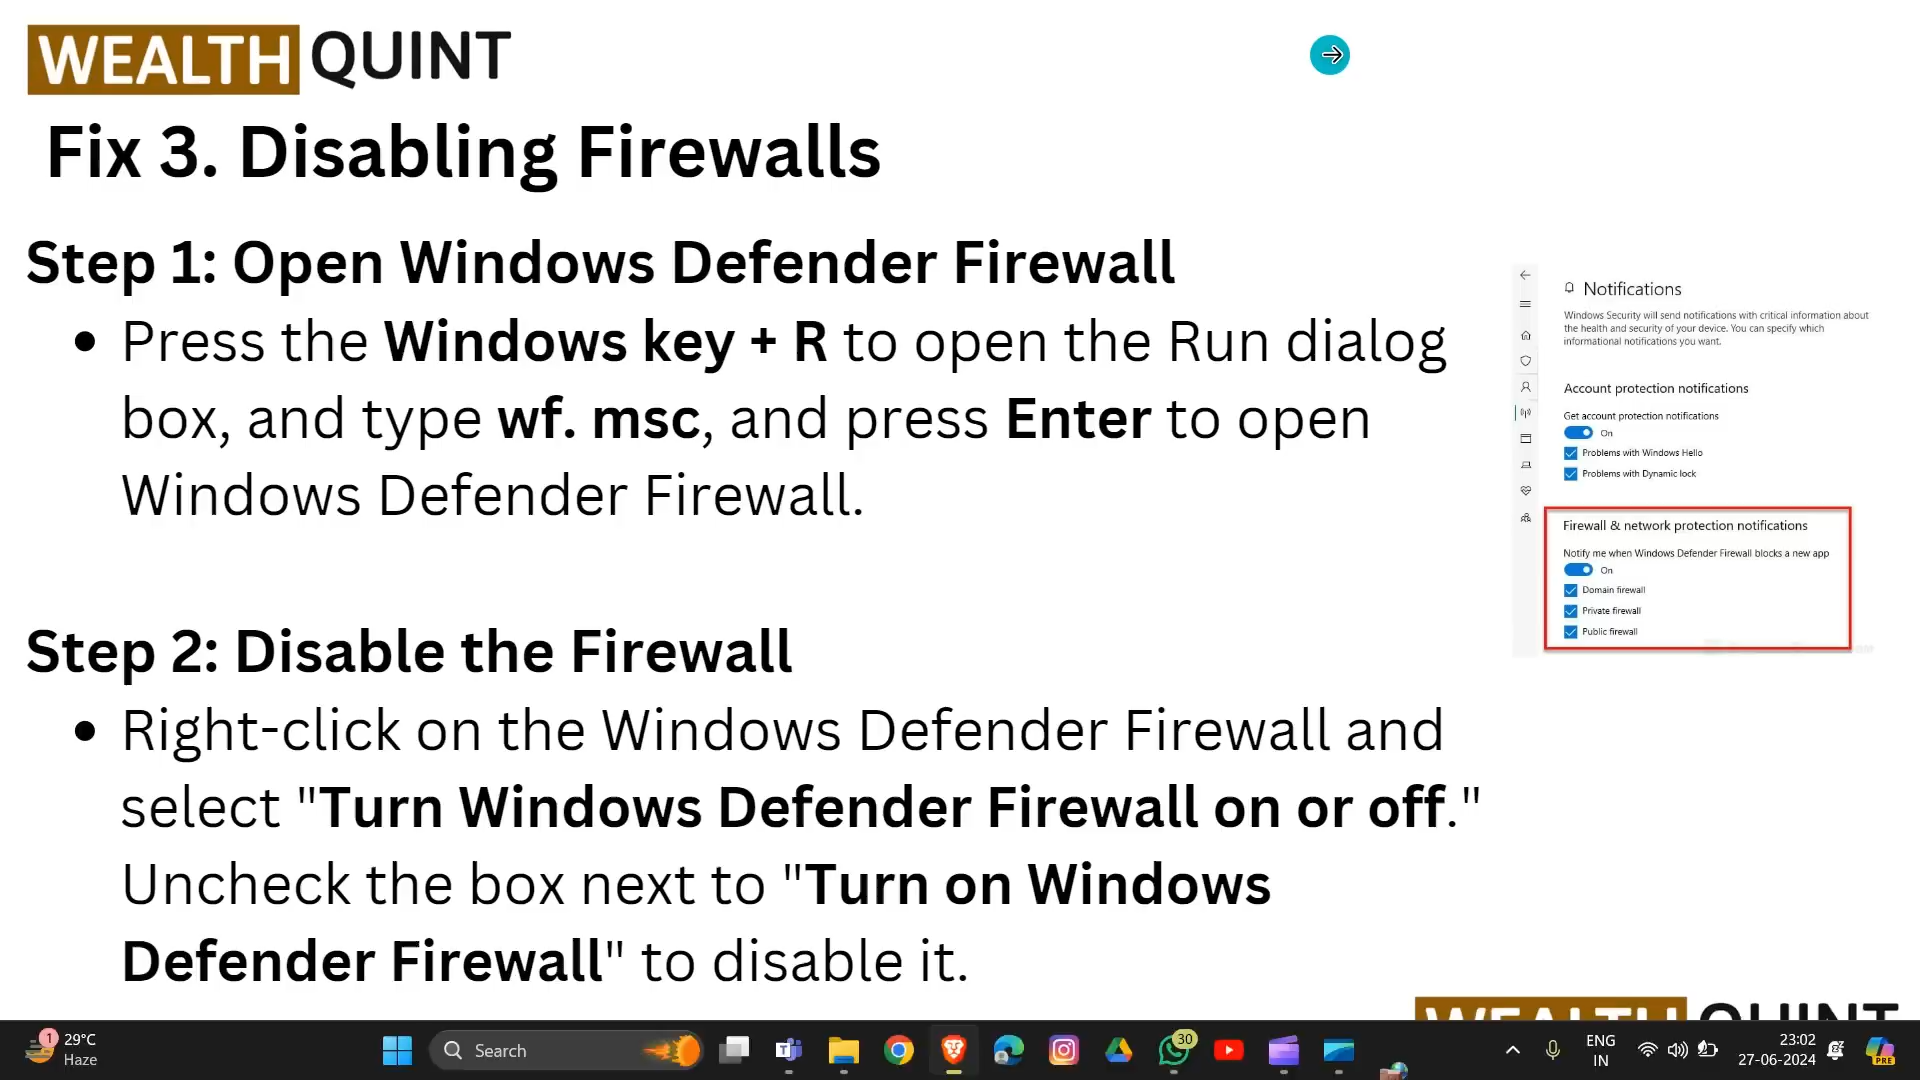 WEALTH QUINT
Fix 3. Disabling Firewalls
Step 1: Open Windows Defender Firewall
• Press the Windows key + R to open the Run dialog
box, and type wf. msc, and press Enter to open
Windows Defender Firewall.
Step 2: Disable the Firewall
• Right-click on the Windows Defender Firewall and
select "Turn Windows Defender Firewall on or off."
Uncheck the box next to "Turn on Windows
Defender Firewall" to disable it.
Notifications
Windows Security will send notifications with critical information about
the health and security of your device. You can specify which
informational notifications you want.
Account protection notifications
Get account protection notifications
On
Problems with Windows Hello
Problems with Dynamic lock
Firewall & network protection notifications
Notify me when Windows Defender Firewall blocks a new app
On
Domain firewall
Private firewall
Public firewall
WEALTH QUINT
1
29°C
Haze
Search
30
ENG
IN
23:02
27-06-2024
PRE